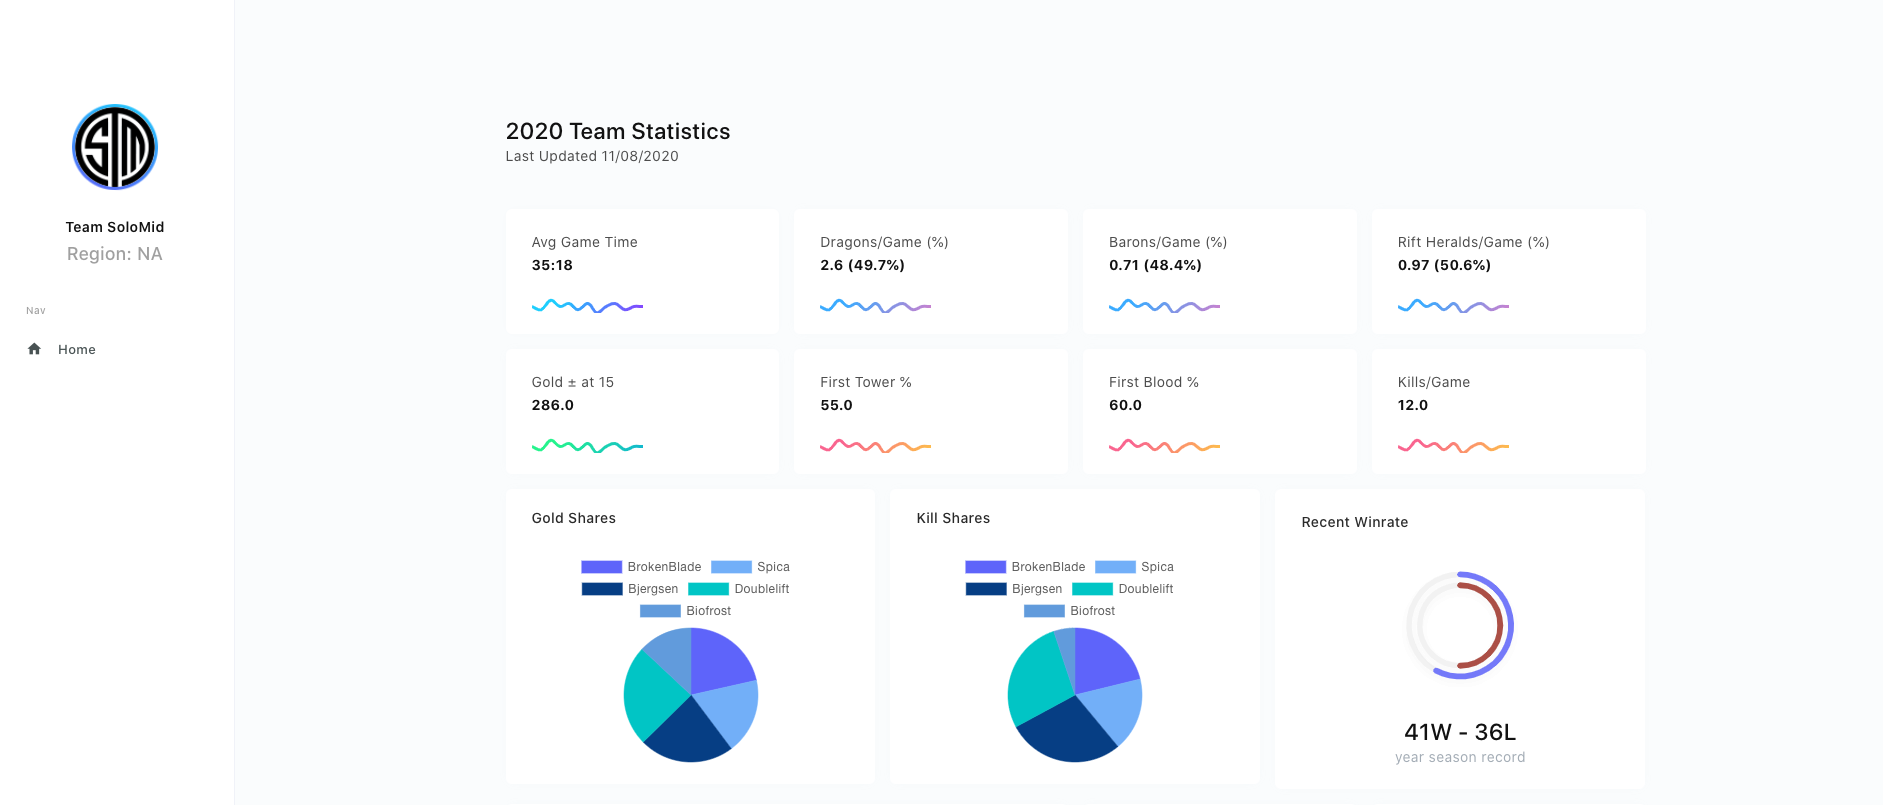 TSM
Team SoloMid
Region: NA
Nav
Home
2020 Team Statistics
Last Updated 11/08/2020
Avg Game Time
35:18
Dragons/Game (%)
2.6 (49.7%)
Barons/Game (%)
0.71 (48.4%)
Rift Heralds/Game (%)
0.97 (50.6%)
Gold ± at 15
286.0
First Tower %
55.0
First Blood %
60.0
Kills/Game
12.0
Gold Shares
BrokenBlade Spica
Bjergsen Doublelift
Biofrost
Kill Shares
BrokenBlade Spica
Bjergsen Doublelift
Biofrost
Recent Winrate
41W - 36L
year season record